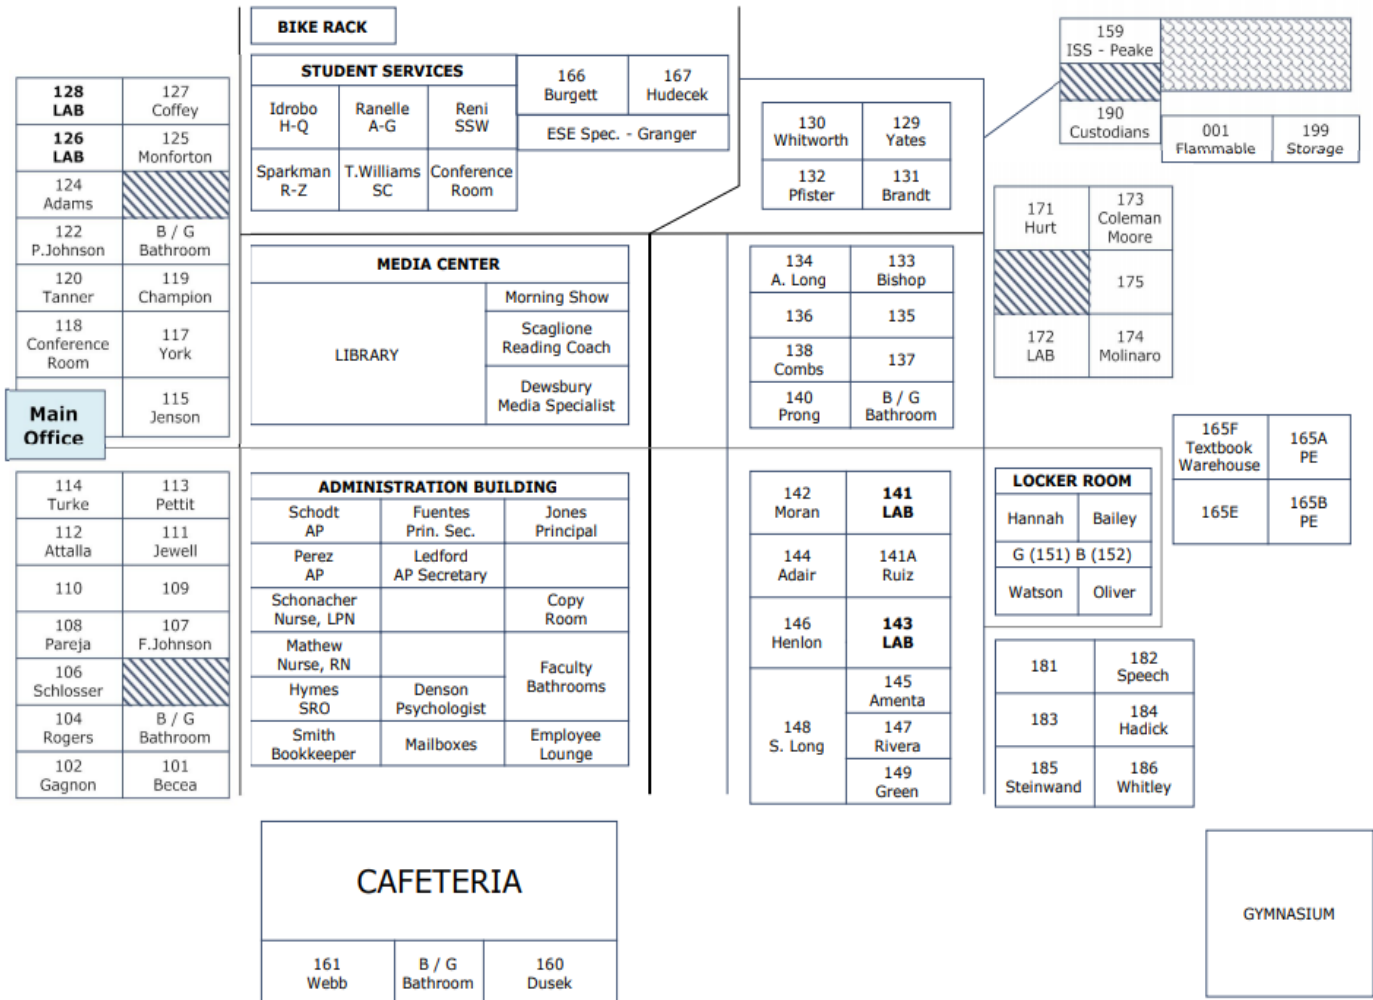 BIKE RACK
STUDENT SERVICES
Idrobo
H-Q
Ranelle
A-G
Reni
SSW
Sparkman
R-Z
T.Williams
SC
Conference
Room
166
Burgett
167
Hudecek
ESE Spec. - Granger
128
LAB
127
Coffey
126
LAB
125
Monforton
124
Adams
122
P.Johnson
B / G
Bathroom
120
Tanner
119
Champion
118
Conference
Room
117
York
115
Jenson
Main
Office
114
Turke
113
Pettit
112
Attalla
111
Jewell
110
109
108
Pareja
107
F.Johnson
106
Schlosser
104
Rogers
B / G
Bathroom
102
Gagnon
101
Becea
MEDIA CENTER
LIBRARY
Morning Show
Scaglione
Reading Coach
Dewsbury
Media Specialist
ADMINISTRATION BUILDING
Schodt
AP
Fuentes
Prin. Sec.
Jones
Principal
Perez
AP
Ledford
AP Secretary
Schonacher
Nurse, LPN
Copy
Room
Mathew
Nurse, RN
Faculty
Bathrooms
Hymes
SRO
Denson
Psychologist
Smith
Bookkeeper
Mailboxes
Employee
Lounge
CAFETERIA
161
Webb
B / G
Bathroom
160
Dusek
130
Whitworth
129
Yates
132
Pfister
131
Brandt
134
A. Long
133
Bishop
136
135
138
Combs
137
140
Prong
B / G
Bathroom
142
Moran
141
LAB
144
Adair
141A
Ruiz
146
Henlon
143
LAB
148
S. Long
145
Amenta
147
Rivera
149
Green
159
ISS - Peake
190
Custodians
001
Flammable
199
Storage
171
Hurt
173
Coleman
Moore
175
172
LAB
174
Molinaro
165F
Textbook
Warehouse
165A
PE
165E
165B
PE
LOCKER ROOM
Hannah
Bailey
G (151) B (152)
Watson
Oliver
181
182
Speech
183
184
Hadick
185
Steinwand
186
Whitley
GYMNASIUM